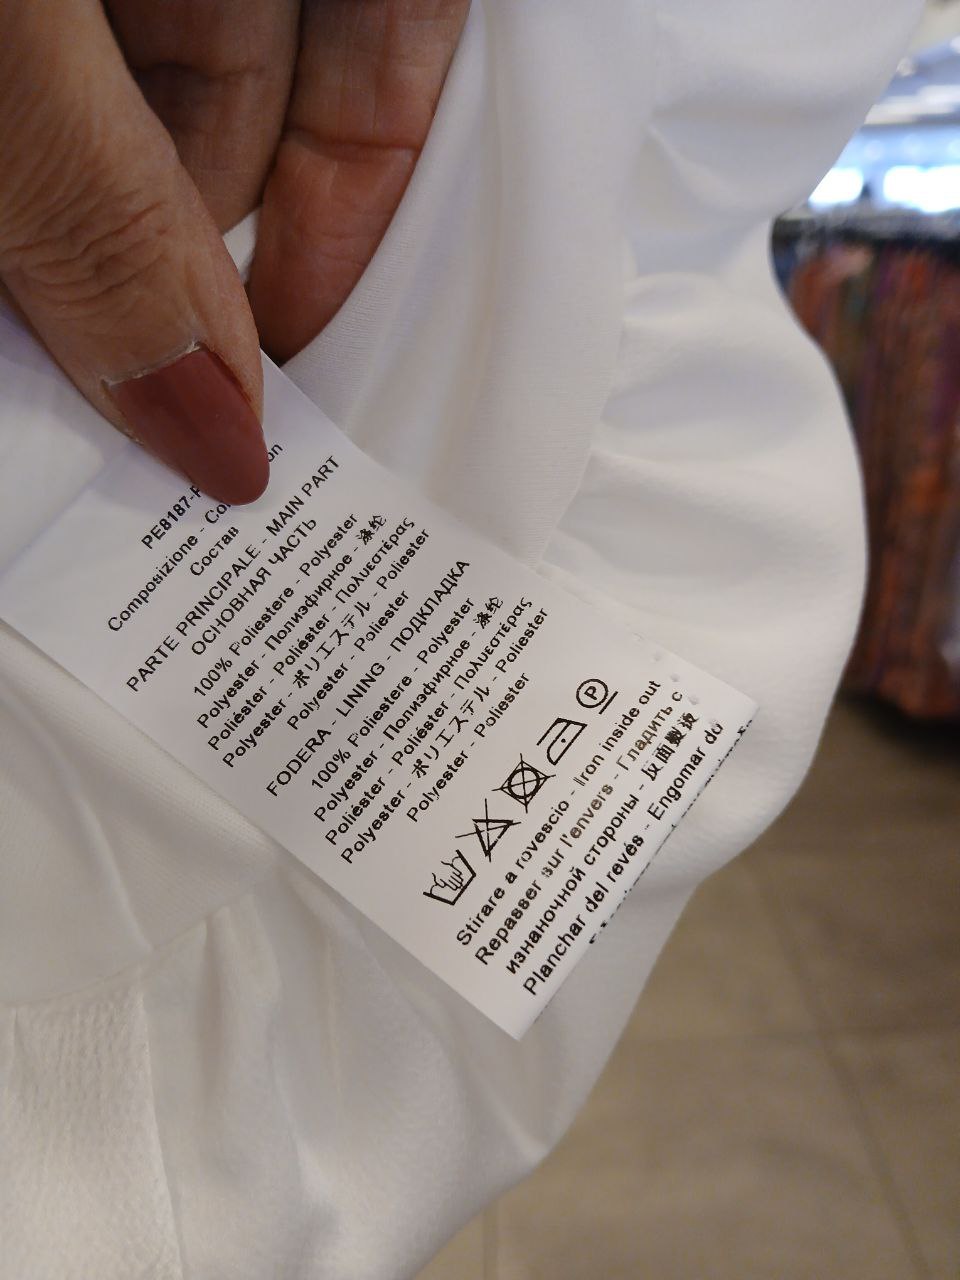 PE8187-
Composizione -
Состав
PARTE PRINCIPALE - MAIN PART
ОСНОВНАЯ ЧАСТЬ
100% Poliestere - Polyester
Polyester - Полиэфирное - 涤纶
Poliéster - Poliéster - Πολυεστέρας
Polyester - ポリエステル - Poliester
Polyester - Poliester
FODERA - LINING - ПОДКЛАДКА
100% Poliestere - Polyester
Polyester - Полиэфирное - 涤纶
Poliéster - Poliéster - Πολυεστέρας
Polyester - ポリエステル - Poliester
Polyester - Poliester
P
Stirare a rovescio - Iron inside out
Repasser sur l'envers - Гладить с
изнаночной стороны - 反面熨烫
Planchar del revés - Engomar do